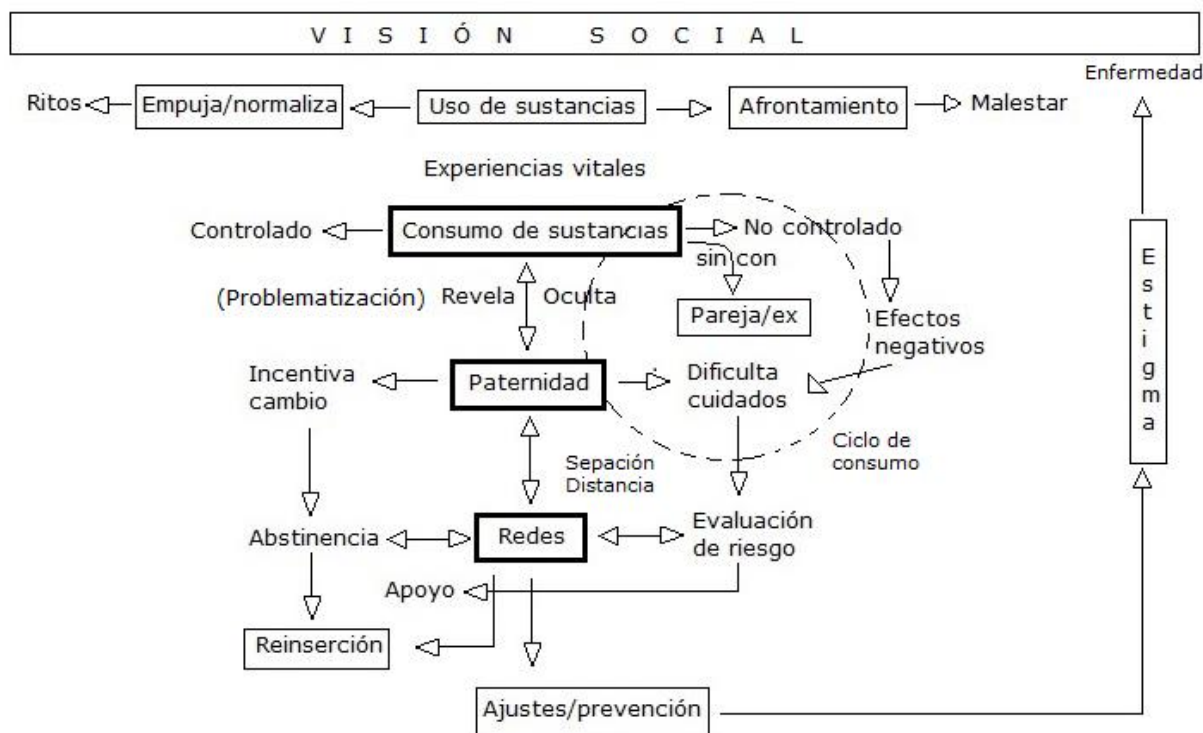 VISIÓN SOCIAL
Enfermedad
Ritos
Empuja/normaliza
Uso de sustancias
Afrontamiento
Malestar
Experiencias vitales
Controlado
Consumo de sustancias
No controlado
sin con
(Problematización)
Revela
Oculta
Pareja/ex
Efectos
negativos
Estigma
Incentiva
cambio
Paternidad
Dificulta
cuidados
Ciclo de
consumo
Sepación
Distancia
Abstinencia
Redes
Evaluación
de riesgo
Apoyo
Reinserción
Ajustes/prevención